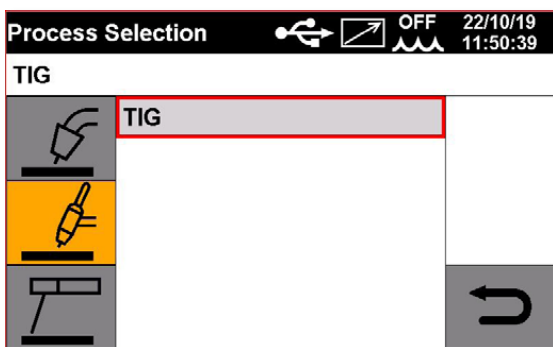 Process Selection
OFF
22/10/19
11:50:39
TIG
TIG